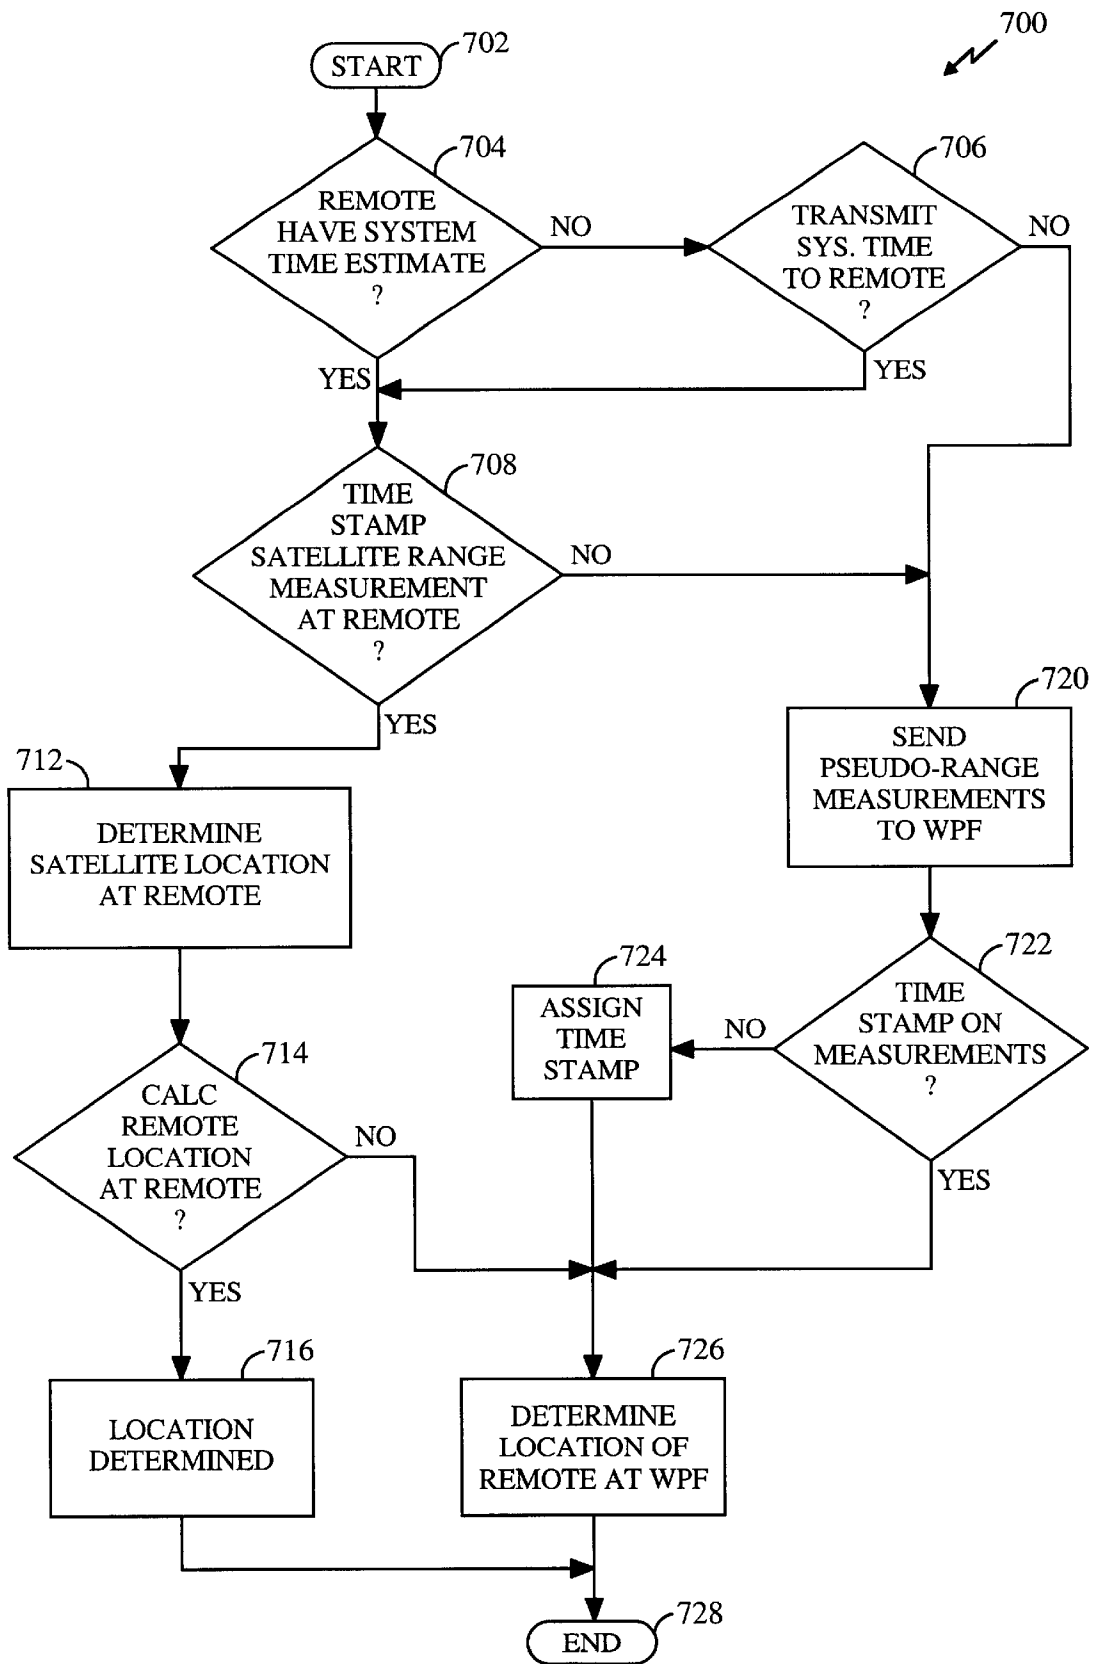 700
702
START
704
REMOTE
HAVE SYSTEM
TIME ESTIMATE
?
NO
YES
706
TRANSMIT
SYS. TIME
TO REMOTE
?
NO
YES
708
TIME
STAMP
SATELLITE RANGE
MEASUREMENT
AT REMOTE
?
NO
YES
712
DETERMINE
SATELLITE LOCATION
AT REMOTE
720
SEND
PSEUDO-RANGE
MEASUREMENTS
TO WPF
722
TIME
STAMP ON
MEASUREMENTS
?
NO
YES
724
ASSIGN
TIME
STAMP
714
CALC
REMOTE
LOCATION
AT REMOTE
?
NO
YES
716
LOCATION
DETERMINED
726
DETERMINE
LOCATION OF
REMOTE AT WPF
728
END